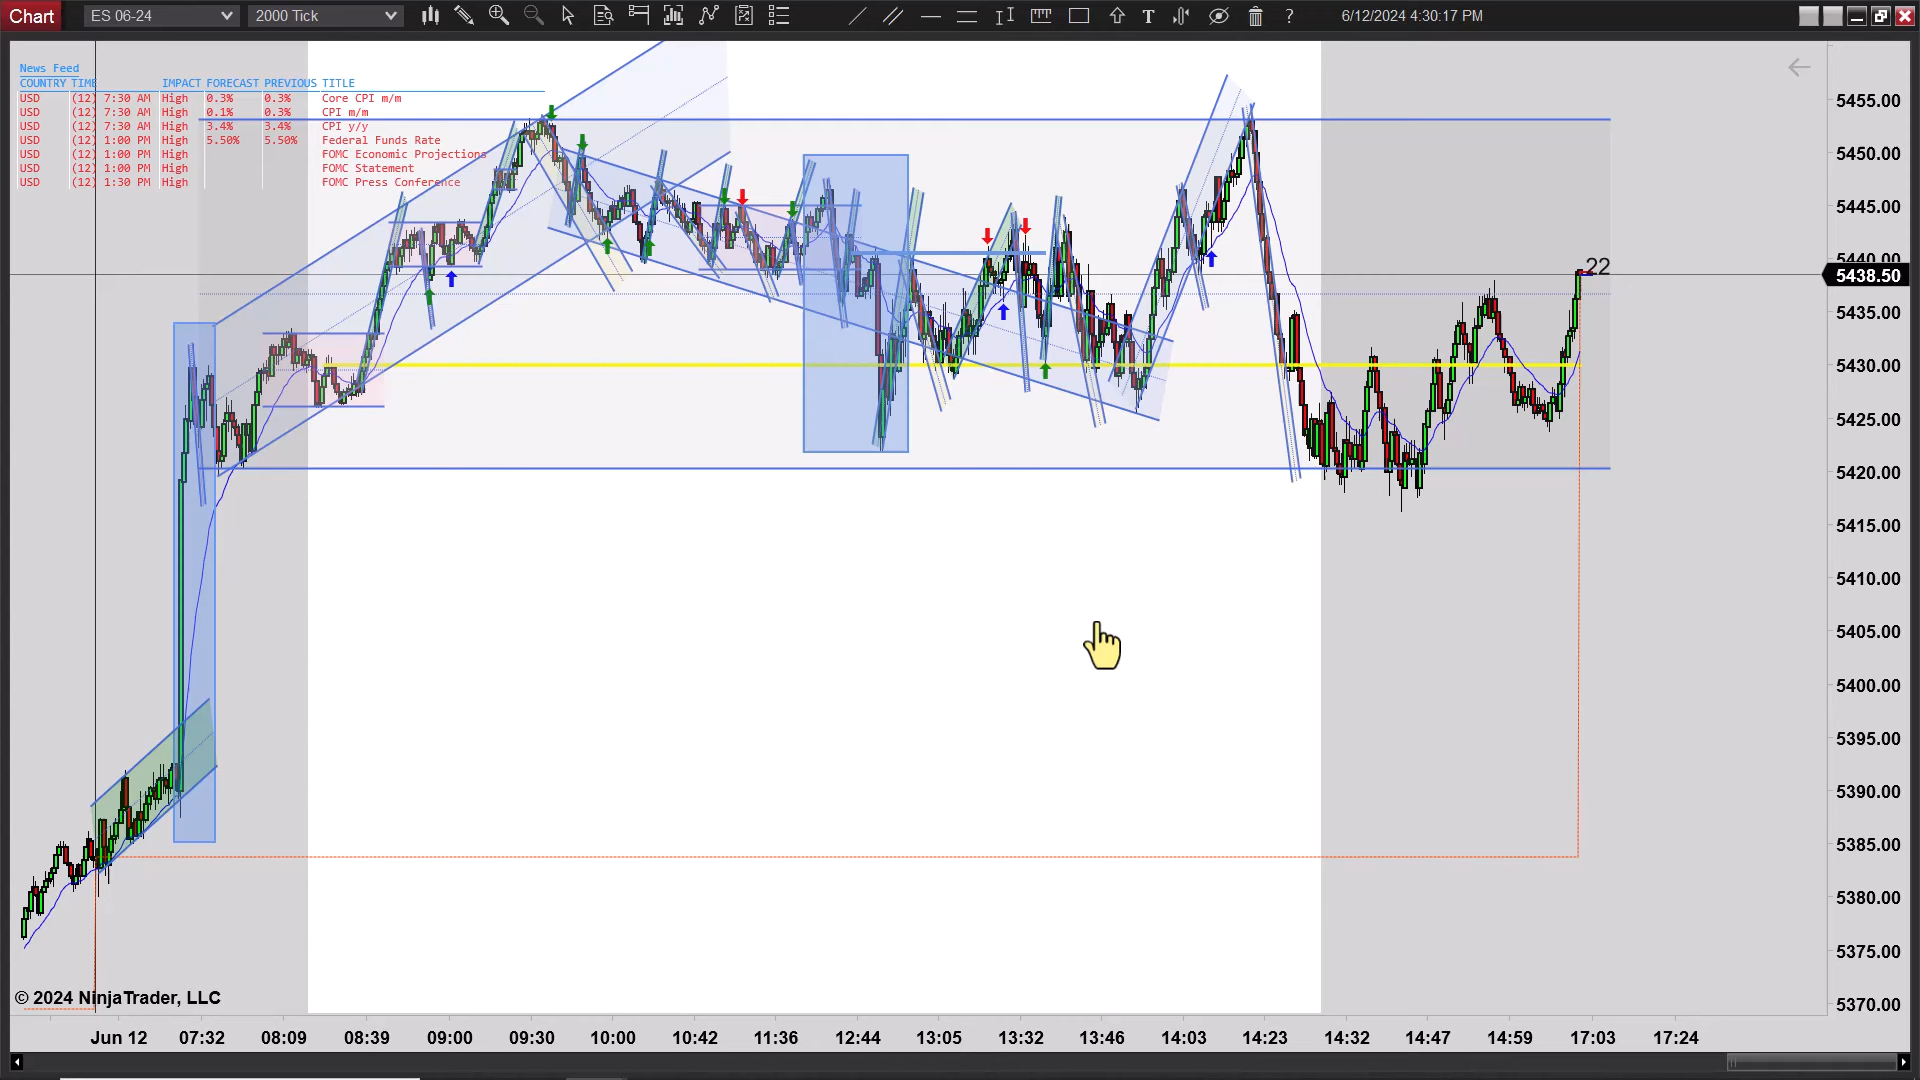 Chart ES 06-24 2000 Tick ? 6/12/2024 4:30:17 PM
News Feed
COUNTRY TIME IMPACT FORECAST PREVIOUS TITLE
USD (12) 7:30 AM High 0.3% 0.3% Core CPI m/m
USD (12) 7:30 AM High 0.1% 0.3% CPI m/m
USD (12) 7:30 AM High 3.4% 3.4% CPI y/y
USD (12) 1:00 PM High 5.50% 5.50% Federal Funds Rate
USD (12) 1:00 PM High FOMC Economic Projections
USD (12) 1:00 PM High FOMC Statement
USD (12) 1:30 PM High FOMC Press Conference
22
5455.00
5450.00
5445.00
5440.00
5438.50
5435.00
5430.00
5425.00
5420.00
5415.00
5410.00
5405.00
5400.00
5395.00
5390.00
5385.00
5380.00
5375.00
5370.00
© 2024 NinjaTrader, LLC
Jun 12 07:32 08:09 08:39 09:00 09:30 10:00 10:42 11:36 12:44 13:05 13:32 13:46 14:03 14:23 14:32 14:47 14:59 17:03 17:24